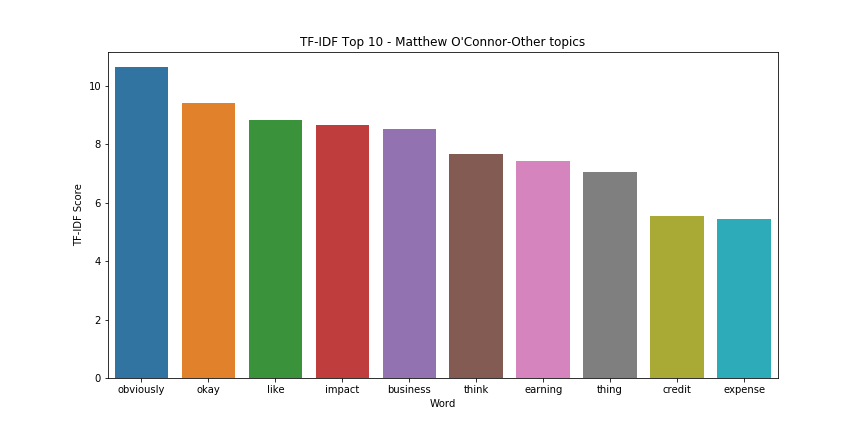 TF-IDF Top 10 - Matthew O'Connor-Other topics
TF-IDF Score
10
8
6
4
2
0
obviously okay like impact business think earning thing credit expense
Word